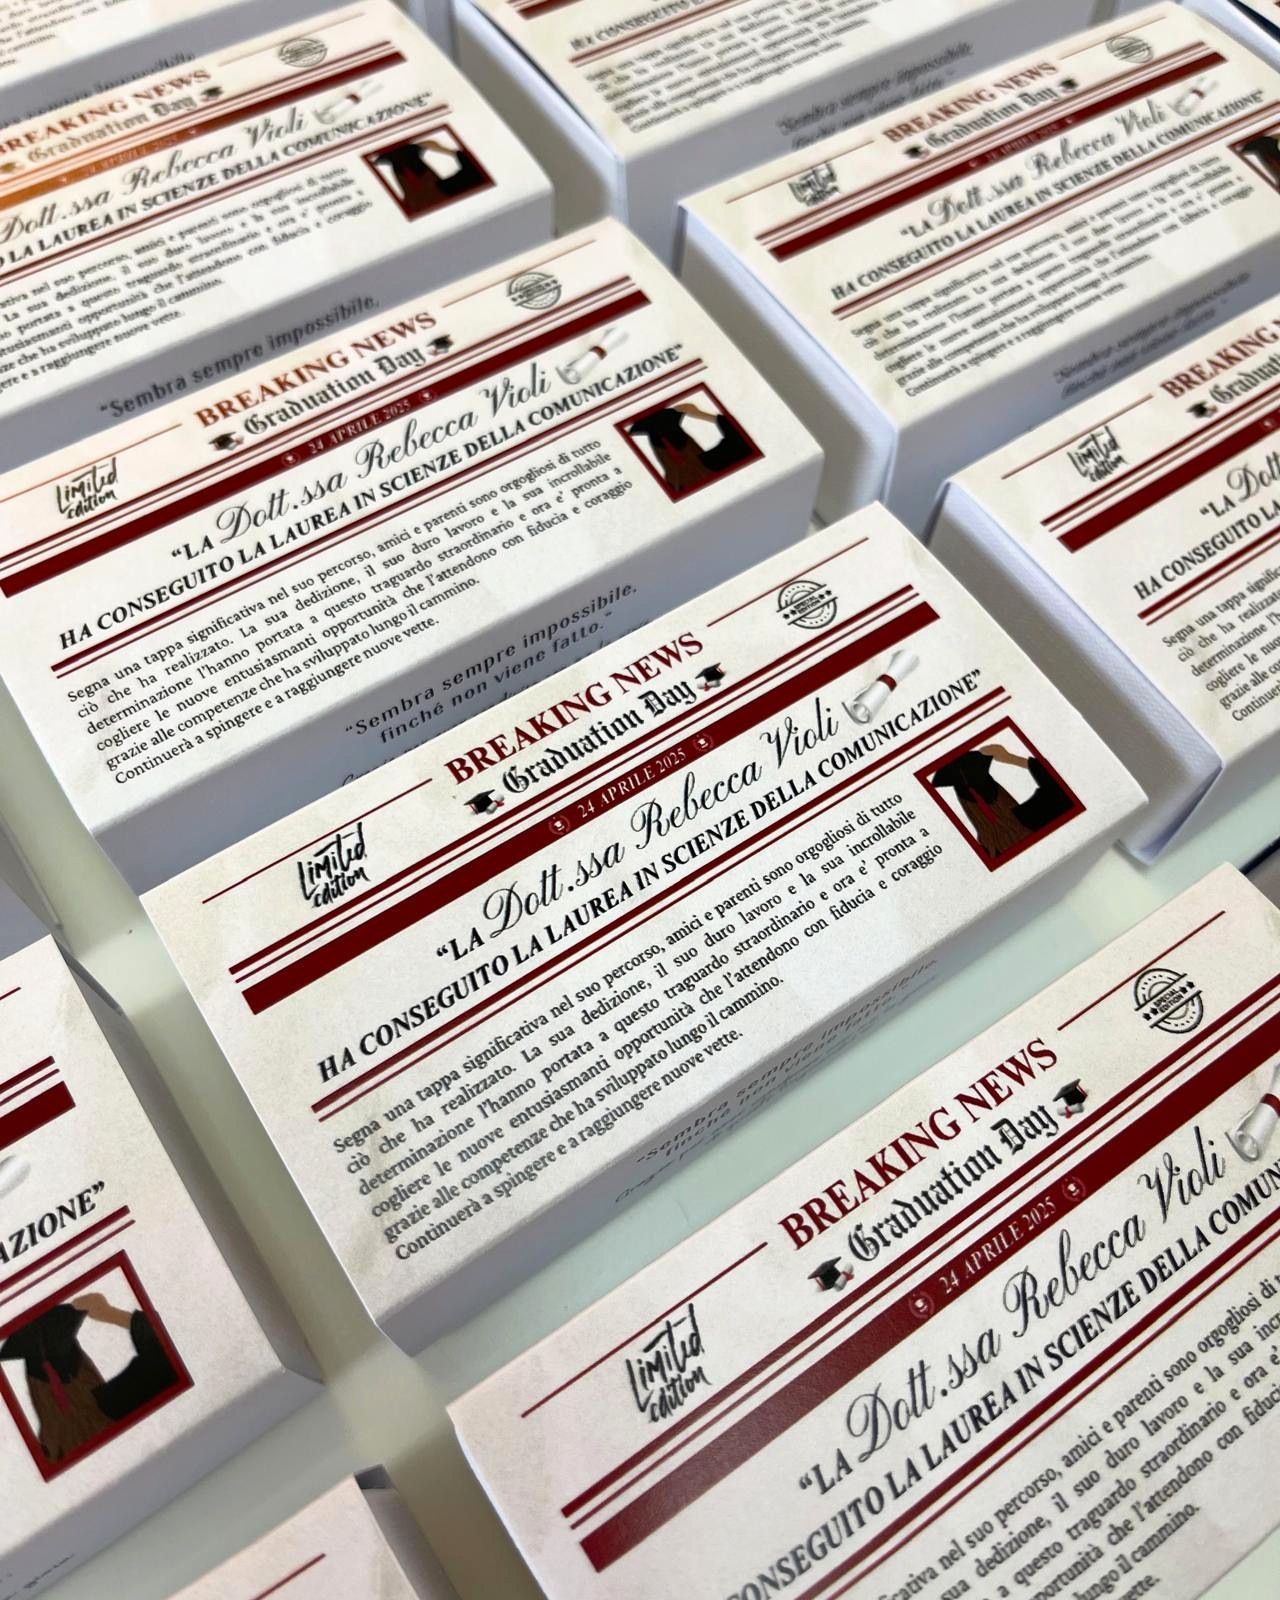 BREAKING NEWS
Graduation Day
Limited
edition
SPECIAL
EDITION
24 APRILE 2025
“LA Dott.ssa Rebecca Violi
HA CONSEGUITO LA LAUREA IN SCIENZE DELLA COMUNICAZIONE”
Segna una tappa significativa nel suo percorso, amici e parenti sono orgogliosi di tutto
ciò che ha realizzato. La sua dedizione, il suo duro lavoro e la sua incrollabile
determinazione l'hanno portata a questo traguardo straordinario e ora e' pronta a
cogliere le nuove entusiasmanti opportunità che l'attendono con fiducia e coraggio
grazie alle competenze che ha sviluppato lungo il cammino.
Continuerà a spingere e a raggiungere nuove vette.
“Sembra sempre impossibile.
finché non viene fatto.“